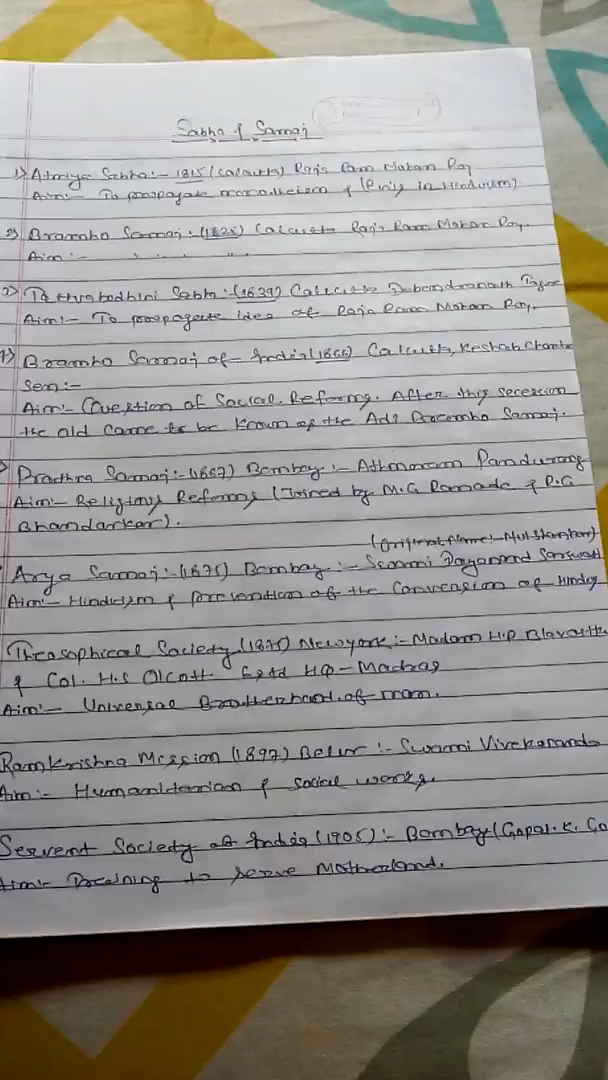 Sabha & Samaj
1) Atmiya Sabha:- 1815 (Calcutta) Raja Ram Mohan Roy
Aim:- To propagate monotheism & (Evils in Hinduism).
2) Bramho Samaj:- (1828) Calcutta Raja Ram Mohan Roy.
Aim:- " " "
3) Tathvabodhini Sabha:- (1839) Calcutta Debendranath Tagore
Aim:- To propagate idea of Raja Ram Mohan Roy.
4) Bramho Samaj of India (1866) Calcutta, Keshab Chandra
Sen:-
Aim:- Question of Social Reforms. After this secession
the old came to be known as the Adi Bramho Samaj.
Pradhna Samaj:- (1867) Bombay:- Athmaram Pandurang
Aim:- Religious Reforms (Joined by M.G Ranade & R.G
Bhandarkar).
(Original Name:- Mul Shankar)
Arya Samaj:- (1875) Bombay:- Swami Dayanand Saraswati
Aim:- Hinduism & prevention of the Conversion of Hindus
Theosophical Society (1875) Newyork:- Madam H.P Blavatsky
& Col. H.S Olcott. Estd HQ - Madras
Aim:- Universal Brotherhood of man.
Ramkrishna Mission (1897) Belur:- Swami Vivekananda
Aim:- Humanitarian & social works.
Servent Society of India (1905):- Bombay (Gopal. K. Go
Aim:- Training to serve Motherland.